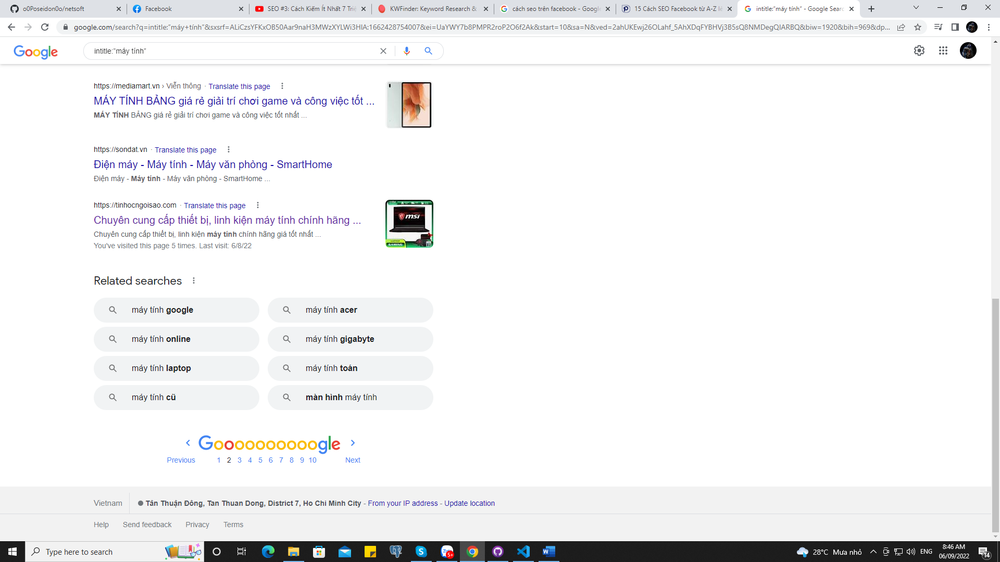 o0Poseidon0o/netsoft
Facebook
SEO #3: Cách Kiếm Ít Nhất 7 Triệ
KWFinder: Keyword Research &
cách seo trên facebook - Google
15 Cách SEO Facebook từ A-Z lê
intitle:"máy tính" - Google Searc
google.com/search?q=intitle:"máy+tính"&sxsrf=ALiCzsYFKxOB50Aar9naH3MWzXYLWi3HIA:1662428754007&ei=UaYWY7b8PMPR2roP2O6f2Ak&start=10&sa=N&ved=2ahUKEwj26OLahf_5AhXDqFYBHVj3B5sQ8NMDegQIARBQ&biw=1920&bih=969&dp...
Google
intitle:"máy tính"
https://mediamart.vn › Viễn thông · Translate this page
MÁY TÍNH BẢNG giá rẻ giải trí chơi game và công việc tốt ...
MÁY TÍNH BẢNG giá rẻ giải trí chơi game và công việc tốt nhất ...
https://sondat.vn · Translate this page
Điện máy - Máy tính - Máy văn phòng - SmartHome
Điện máy - Máy tính - Máy văn phòng - SmartHome ...
https://tinhocngoisao.com · Translate this page
Chuyên cung cấp thiết bị, linh kiện máy tính chính hãng ...
Chuyên cung cấp thiết bị, linh kiện máy tính chính hãng giá tốt nhất ...
You've visited this page 5 times. Last visit: 6/8/22
msi
LAPTOP
GAMING
Related searches
máy tính google
máy tính acer
máy tính online
máy tính gigabyte
máy tính laptop
máy tính toán
máy tính cũ
màn hình máy tính
Goooooooooogle
Previous 1 2 3 4 5 6 7 8 9 10 Next
Vietnam
Tân Thuận Đông, Tan Thuan Dong, District 7, Ho Chi Minh City - From your IP address - Update location
Help Send feedback Privacy Terms
Type here to search
Zalo
5+
28°C Mưa nhỏ
ENG
8:46 AM
06/09/2022
14